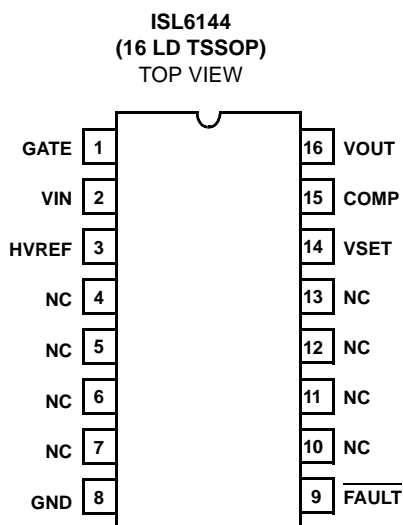 ISL6144
(16 LD TSSOP)
TOP VIEW
GATE 1 16 VOUT
VIN 2 15 COMP
HVREF 3 14 VSET
NC 4 13 NC
NC 5 12 NC
NC 6 11 NC
NC 7 10 NC
GND 8 9 FAULT